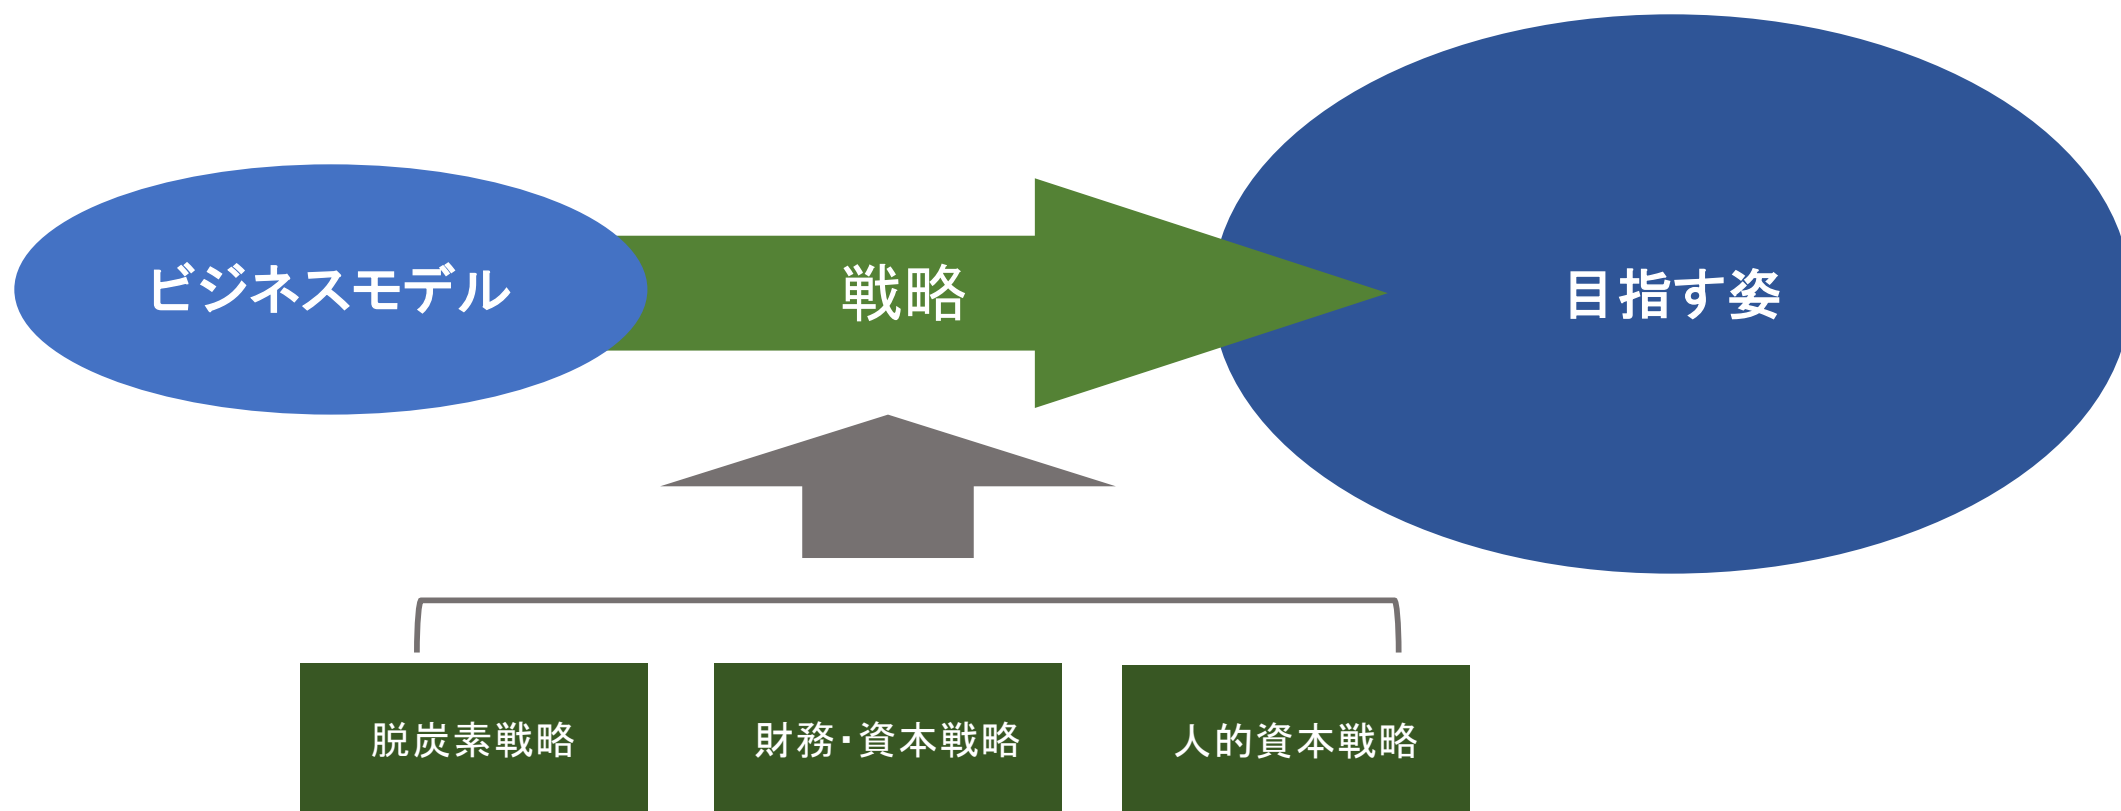 ビジネスモデル
戦略
目指す姿
脱炭素戦略
財務・資本戦略
人的資本戦略